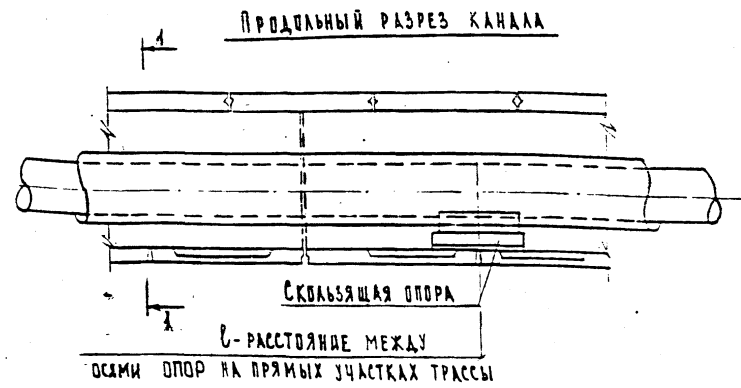 ПРОДОЛЬНЫЙ РАЗРЕЗ КАНАЛА
1
СКОЛЬЗЯЩАЯ ОПОРА
1
ℓ-РАССТОЯНИЕ МЕЖДУ
ОСЯМИ ОПОР НА ПРЯМЫХ УЧАСТКАХ ТРАССЫ